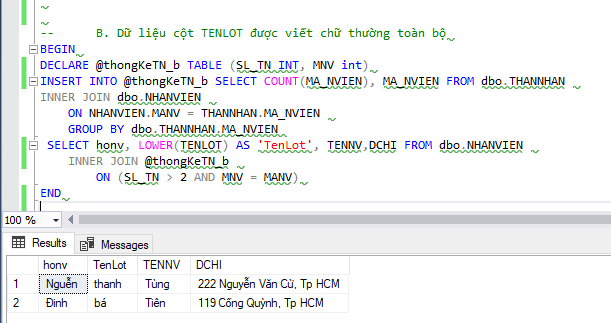 -- B. Dữ liệu cột TENLOT được viết chữ thường toàn bộ
BEGIN
DECLARE @thongKeTN_b TABLE (SL_TN INT, MNV int)
INSERT INTO @thongKeTN_b SELECT COUNT(MA_NVIEN), MA_NVIEN FROM dbo.THANNHAN
INNER JOIN dbo.NHANVIEN
ON NHANVIEN.MANV = THANNHAN.MA_NVIEN
GROUP BY dbo.THANNHAN.MA_NVIEN
SELECT honv, LOWER(TENLOT) AS 'TenLot', TENNV,DCHI FROM dbo.NHANVIEN
INNER JOIN @thongKeTN_b
ON (SL_TN > 2 AND MNV = MANV)
END
100 %
Results Messages
honv TenLot TENNV DCHI
1 Nguễn thanh Tùng 222 Nguyễn Văn Cừ, Tp HCM
2 Đinh bá Tiên 119 Cống Quỳnh, Tp HCM